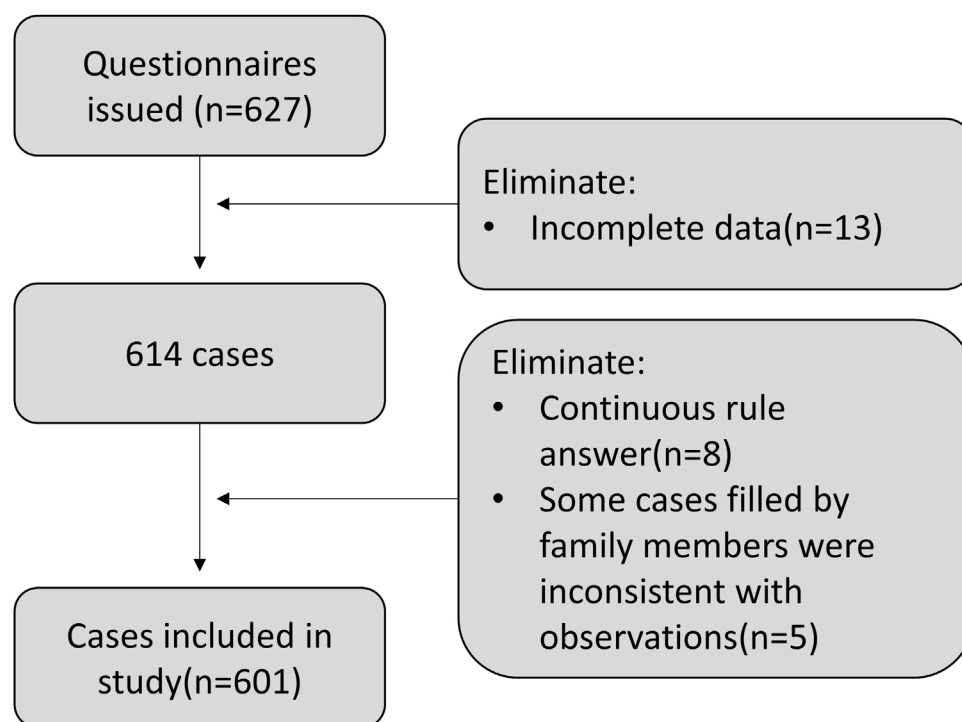 Questionnaires
issued (n=627)
Eliminate:
• Incomplete data(n=13)
614 cases
Eliminate:
• Continuous rule
answer(n=8)
• Some cases filled by
family members were
inconsistent with
observations(n=5)
Cases included in
study(n=601)